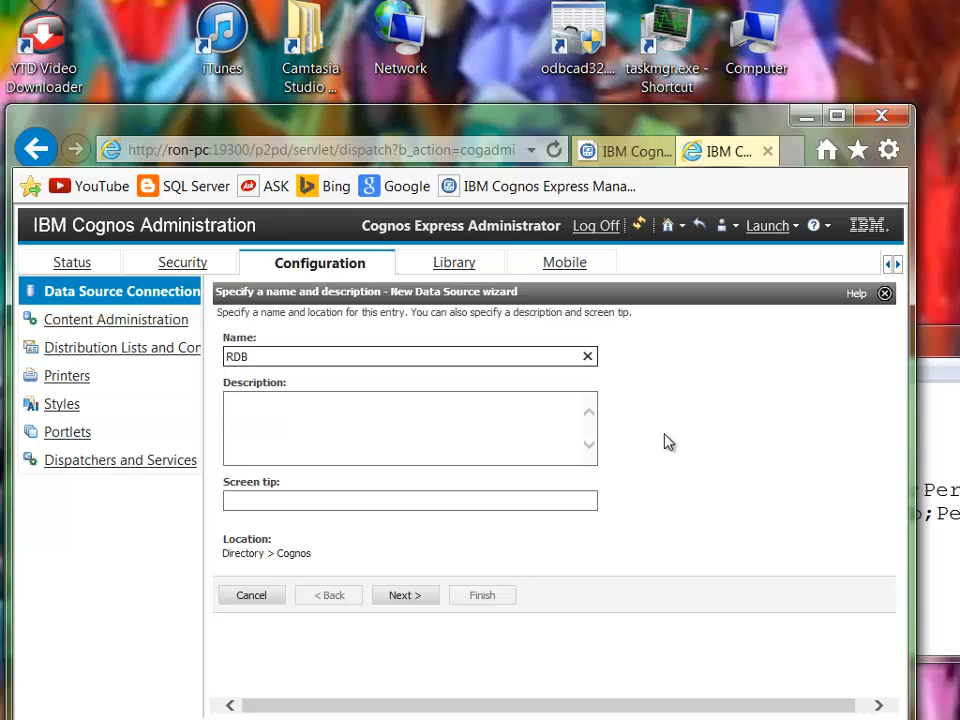 YTD Video
Downloader
iTunes
Camtasia
Studio ...
Network
odbcad32....
taskmgr.exe -
Shortcut
Computer
http://ron-pc:19300/p2pd/servlet/dispatch?b_action=cogadmi
IBM Cogn...
IBM C...
YouTube
SQL Server
ASK
Bing
Google
IBM Cognos Express Mana...
IBM Cognos Administration
Cognos Express Administrator
Log Off
Launch
IBM
Status
Security
Configuration
Library
Mobile
Data Source Connection
Content Administration
Distribution Lists and Con
Printers
Styles
Portlets
Dispatchers and Services
Specify a name and description - New Data Source wizard
Help
Specify a name and location for this entry. You can also specify a description and screen tip.
Name:
RDB
Description:
Screen tip:
Location:
Directory > Cognos
Cancel
< Back
Next >
Finish
;Per
;Pe